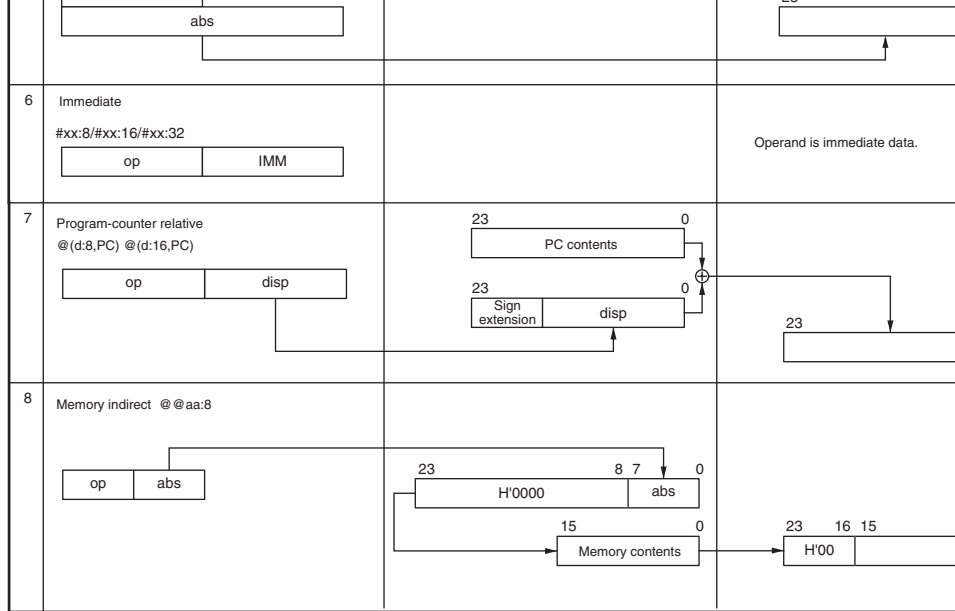 abs
6
Immediate
#xx:8/#xx:16/#xx:32
op
IMM
Operand is immediate data.
7
Program-counter relative
@(d:8,PC) @(d:16,PC)
op
disp
23
0
PC contents
23
0
Sign
extension
disp
23
8
Memory indirect @@aa:8
op
abs
23
8 7
0
H'0000
abs
15
0
Memory contents
23
16 15
H'00